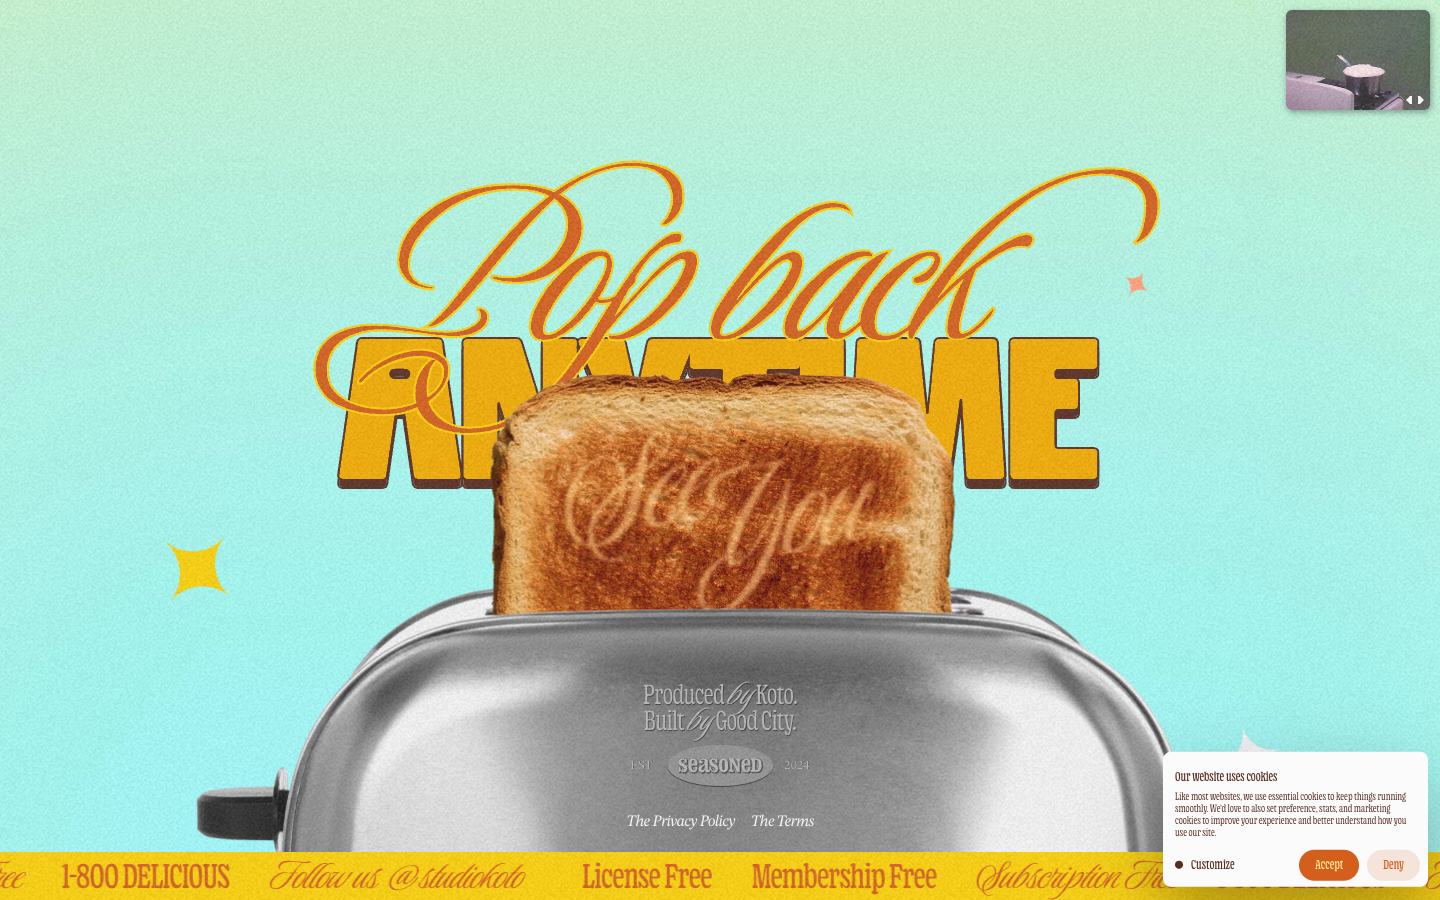 Pop back
ANYTIME
See You
Produced by Koto.
Built by Good City.
EST SEASONED 2024
The Privacy Policy The Terms
Our website uses cookies
Like most websites, we use essential cookies to keep things running
smoothly. We'd love to also set preference, stats, and marketing
cookies to improve your experience and better understand how you
use our site.
Customize Accept Deny
1-800 DELICIOUS Follow us @studiokoto License Free Membership Free Subscription Free